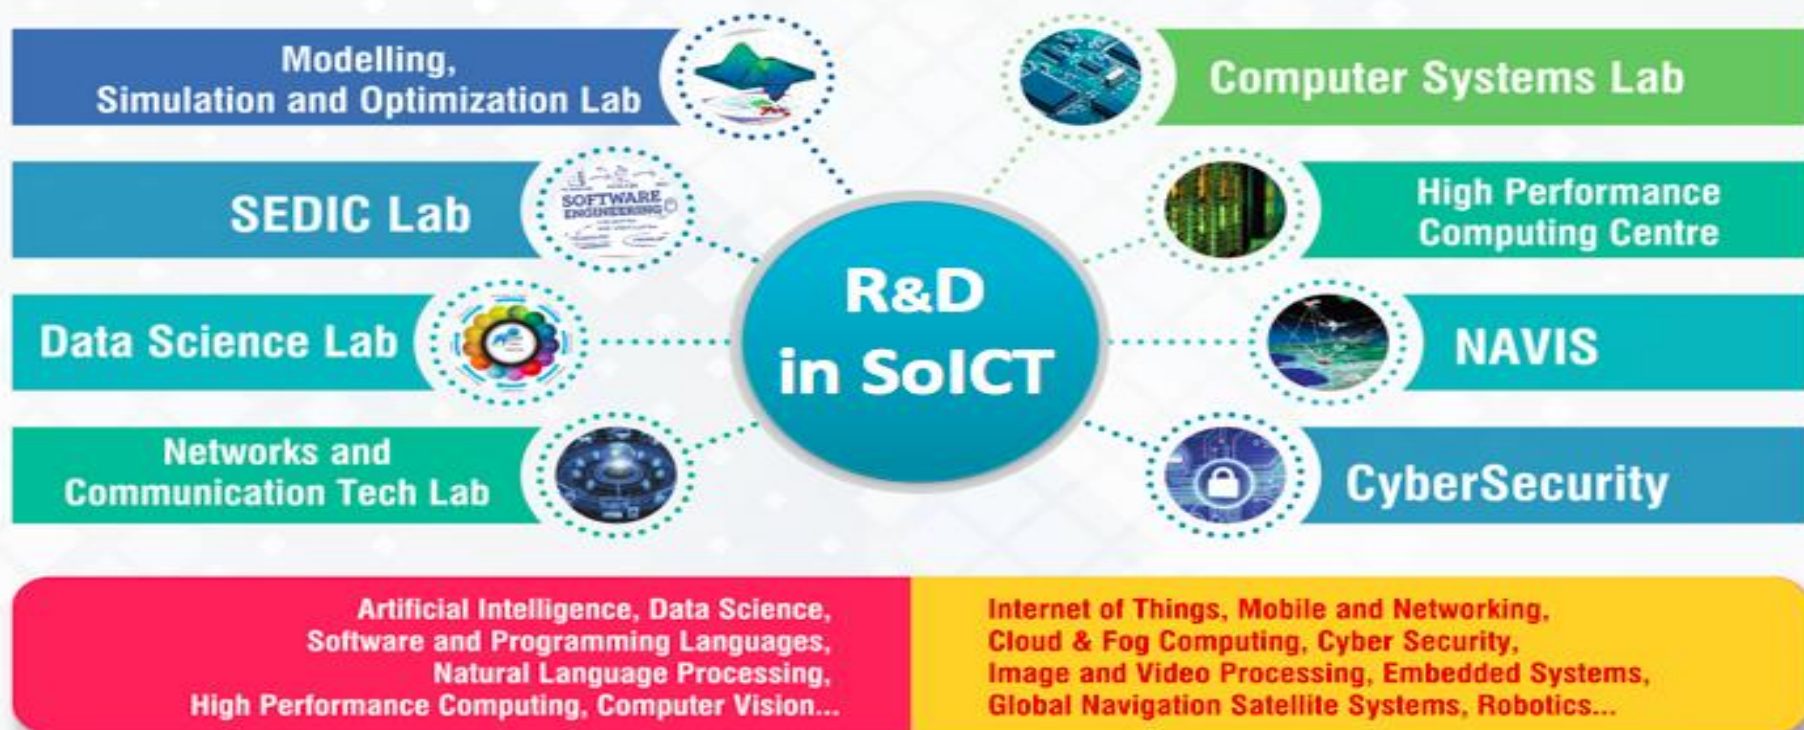 Modelling,
Simulation and Optimization Lab
SEDIC Lab
SOFTWARE
ENGINEERING
Data Science Lab
Networks and
Communication Tech Lab
R&D
in SoICT
Computer Systems Lab
High Performance
Computing Centre
NAVIS
CyberSecurity
Artificial Intelligence, Data Science,
Software and Programming Languages,
Natural Language Processing,
High Performance Computing, Computer Vision...
Internet of Things, Mobile and Networking,
Cloud & Fog Computing, Cyber Security,
Image and Video Processing, Embedded Systems,
Global Navigation Satellite Systems, Robotics...